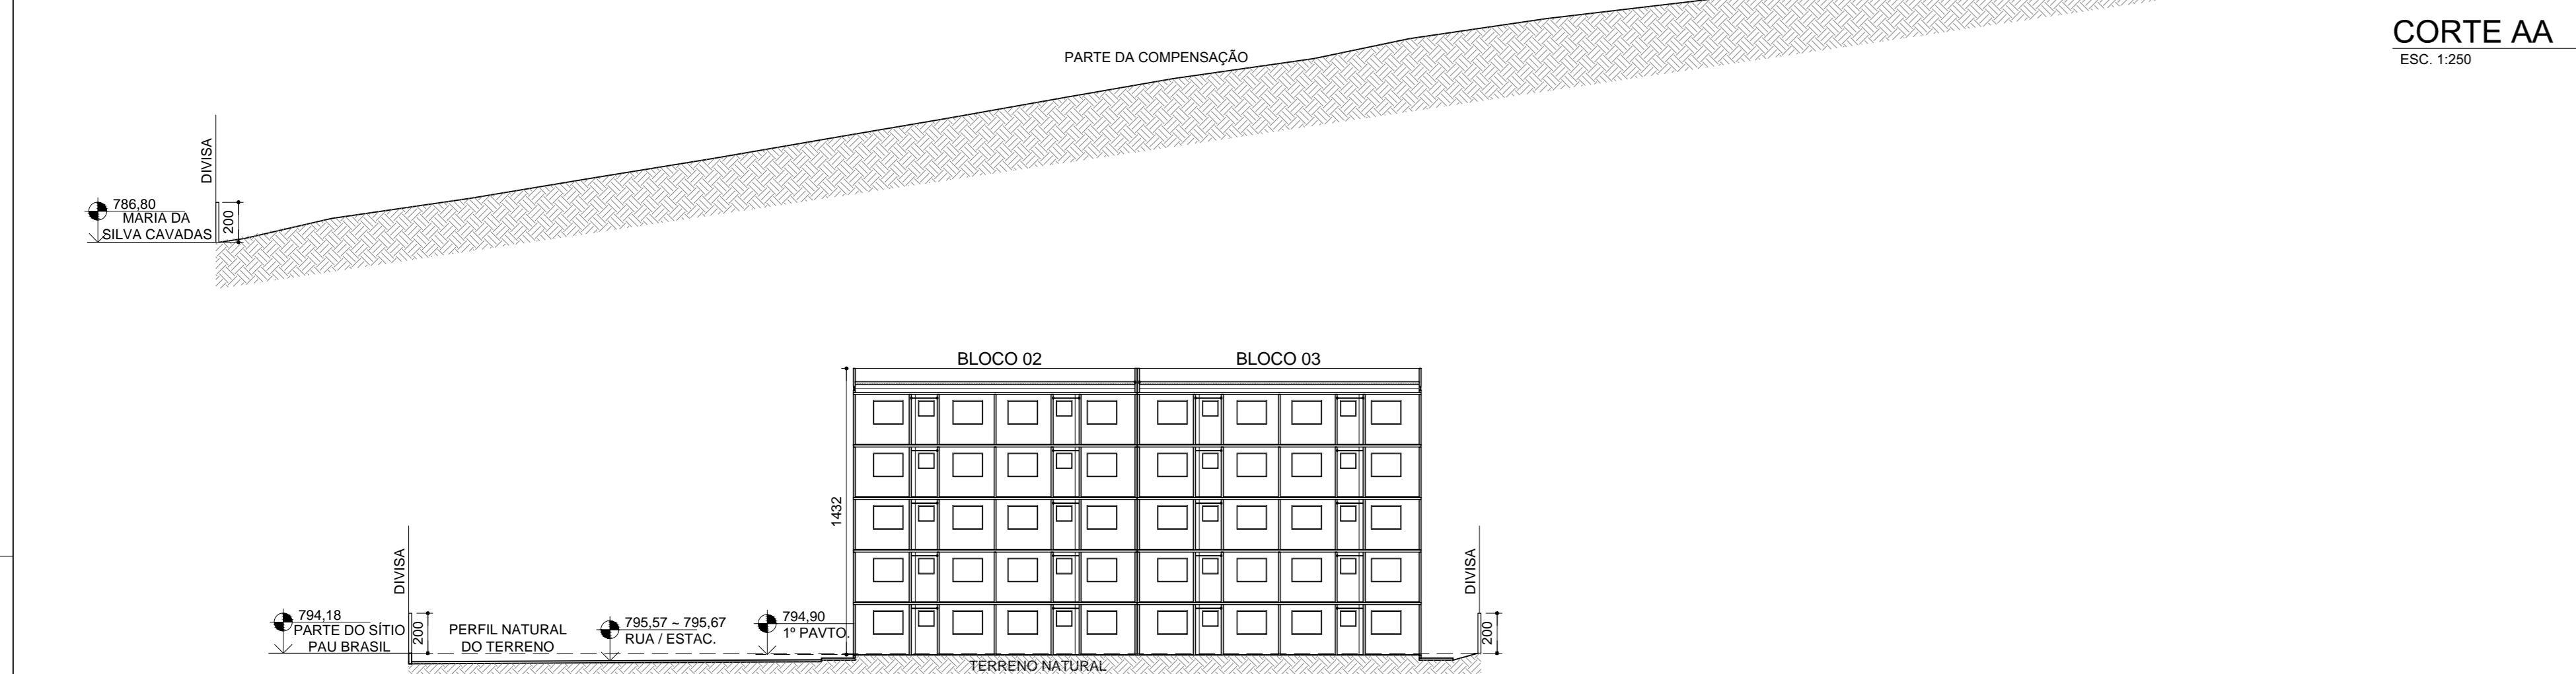 CORTE AA
ESC. 1:250
PARTE DA COMPENSAÇÃO
DIVISA
786,80
MARIA DA
SILVA CAVADAS
200
BLOCO 02
BLOCO 03
1432
DIVISA
DIVISA
794,18
PARTE DO SÍTIO
PAU BRASIL
200
PERFIL NATURAL
DO TERRENO
795,57 ~ 795,67
RUA / ESTAC.
794,90
1º PAVTO.
200
TERRENO NATURAL